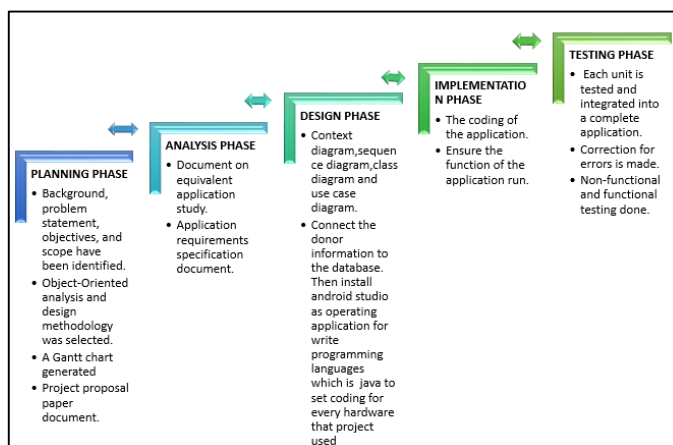 PLANNING PHASE
• Background,
problem
statement,
objectives, and
scope have
been identified.
• Object-Oriented
analysis and
design
methodology
was selected.
• A Gantt chart
generated
• Project proposal
paper
document.
ANALYSIS PHASE
• Document on
equivalent
application
study.
• Application
requirements
specification
document.
DESIGN PHASE
• Context
diagram,sequen
ce diagram,class
diagram and
use case
diagram.
• Connect the
donor
information to
the database.
Then install
android studio
as operating
application for
write
programming
languages
which is java to
set coding for
every hardware
that project
used
IMPLEMENTATIO
N PHASE
• The coding of
the application.
• Ensure the
function of the
application run.
TESTING PHASE
• Each unit is
tested and
integrated into
a complete
application.
• Correction for
errors is made.
• Non-functional
and functional
testing done.